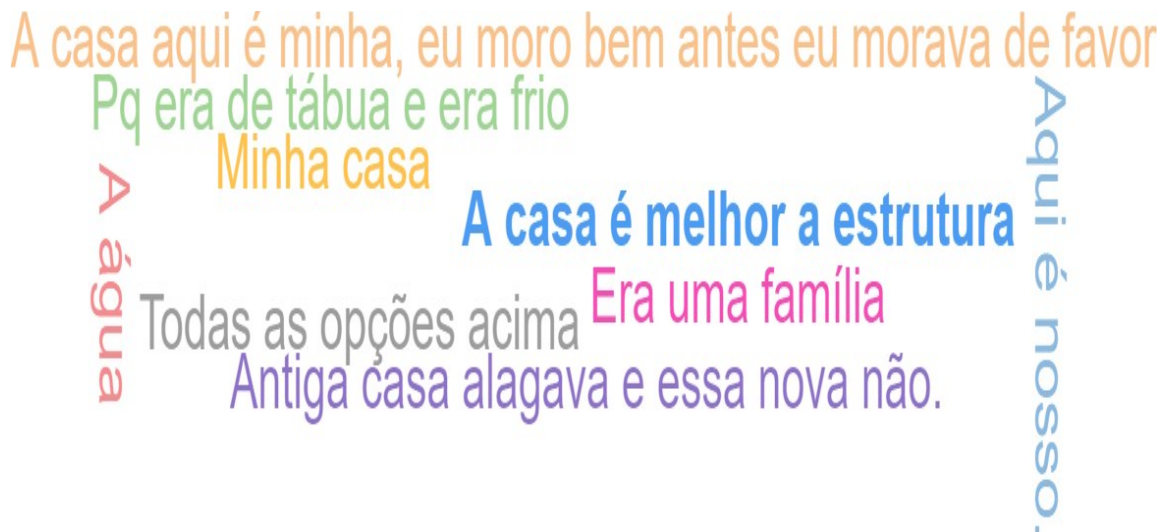 A casa aqui é minha, eu moro bem antes eu morava de favor
Pq era de tábua e era frio
Minha casa
A água
A casa é melhor a estrutura
Aqui é nosso.
Era uma família
Todas as opções acima
Antiga casa alagava e essa nova não.